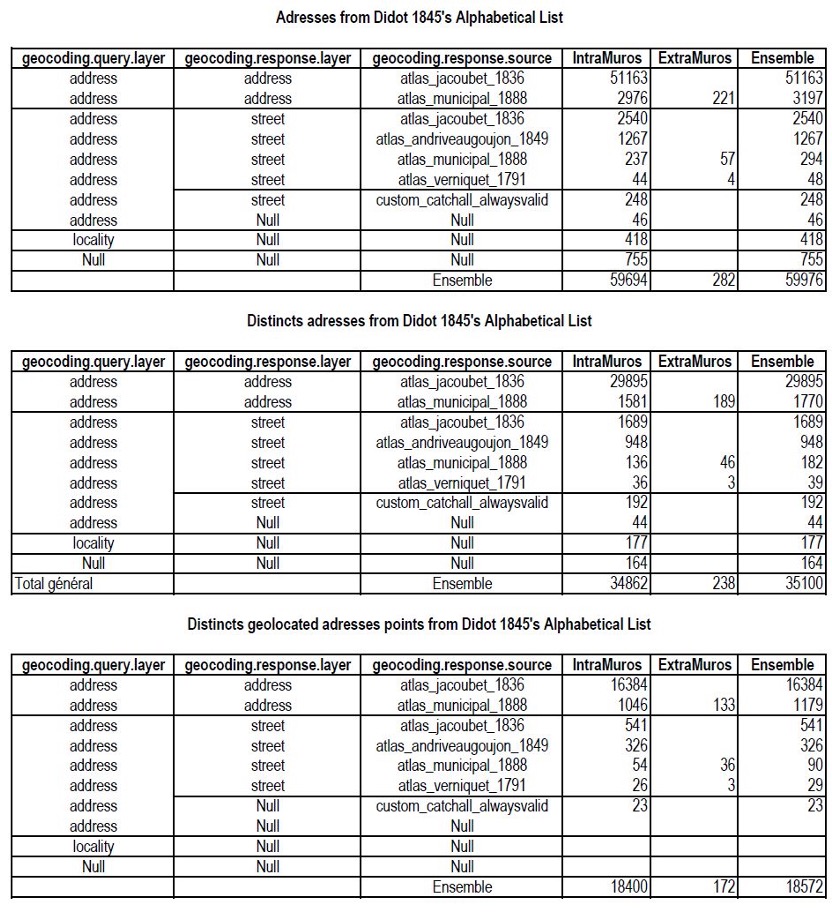 Adresses from Didot 1845's Alphabetical List
geocoding.query.layer geocoding.response.layer geocoding.response.source IntraMuros ExtraMuros Ensemble
address address atlas_jacoubet_1836 51163 51163
address address atlas_municipal_1888 2976 221 3197
address street atlas_jacoubet_1836 2540 2540
address street atlas_andriveaugoujon_1849 1267 1267
address street atlas_municipal_1888 237 57 294
address street atlas_verniquet_1791 44 4 48
address street custom_catchall_alwaysvalid 248 248
address Null Null 46 46
locality Null Null 418 418
Null Null Null 755 755
Ensemble 59694 282 59976
Distincts adresses from Didot 1845's Alphabetical List
geocoding.query.layer geocoding.response.layer geocoding.response.source IntraMuros ExtraMuros Ensemble
address address atlas_jacoubet_1836 29895 29895
address address atlas_municipal_1888 1581 189 1770
address street atlas_jacoubet_1836 1689 1689
address street atlas_andriveaugoujon_1849 948 948
address street atlas_municipal_1888 136 46 182
address street atlas_verniquet_1791 36 3 39
address street custom_catchall_alwaysvalid 192 192
address Null Null 44 44
locality Null Null 177 177
Null Null Null 164 164
Total général Ensemble 34862 238 35100
Distincts geolocated adresses points from Didot 1845's Alphabetical List
geocoding.query.layer geocoding.response.layer geocoding.response.source IntraMuros ExtraMuros Ensemble
address address atlas_jacoubet_1836 16384 16384
address address atlas_municipal_1888 1046 133 1179
address street atlas_jacoubet_1836 541 541
address street atlas_andriveaugoujon_1849 326 326
address street atlas_municipal_1888 54 36 90
address street atlas_verniquet_1791 26 3 29
address Null custom_catchall_alwaysvalid 23 23
address Null Null
locality Null Null
Null Null Null
Ensemble 18400 172 18572